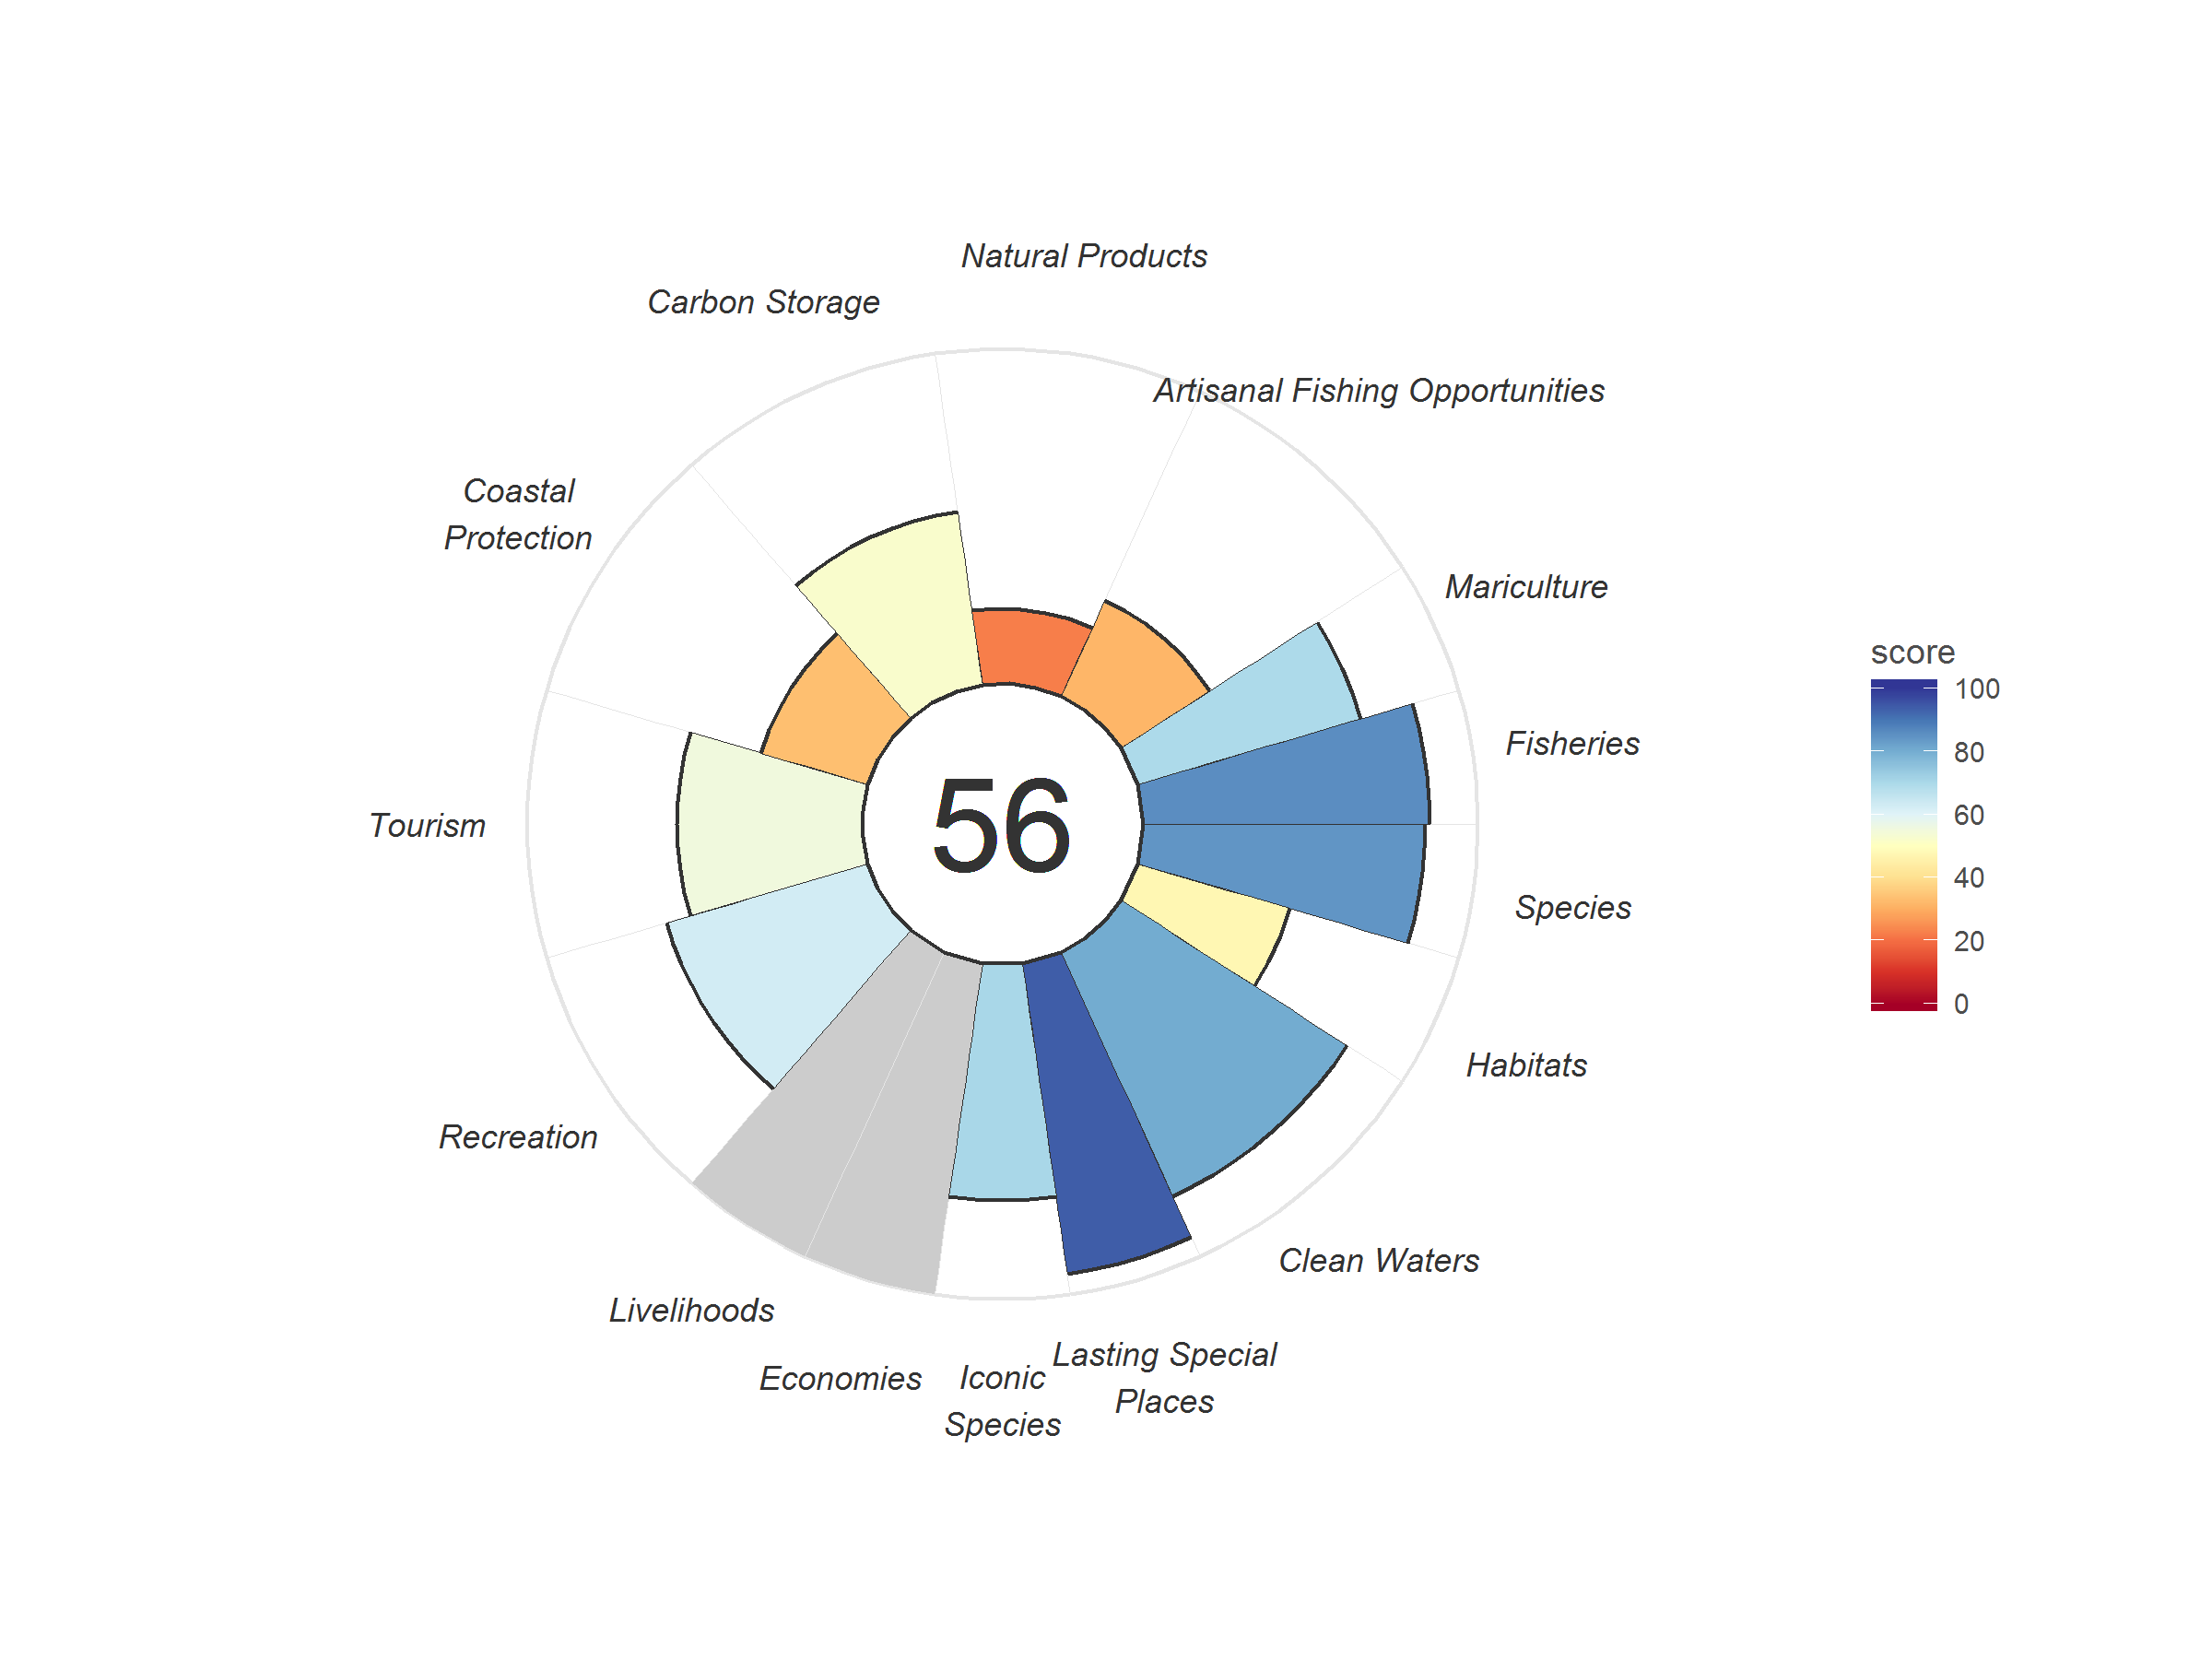 Natural Products
Carbon Storage
Artisanal Fishing Opportunities
Coastal
Protection
Mariculture
Fisheries
Tourism
56
Species
Habitats
Recreation
Clean Waters
Livelihoods
Lasting Special
Places
Economies
Iconic
Species
score
100
80
60
40
20
0